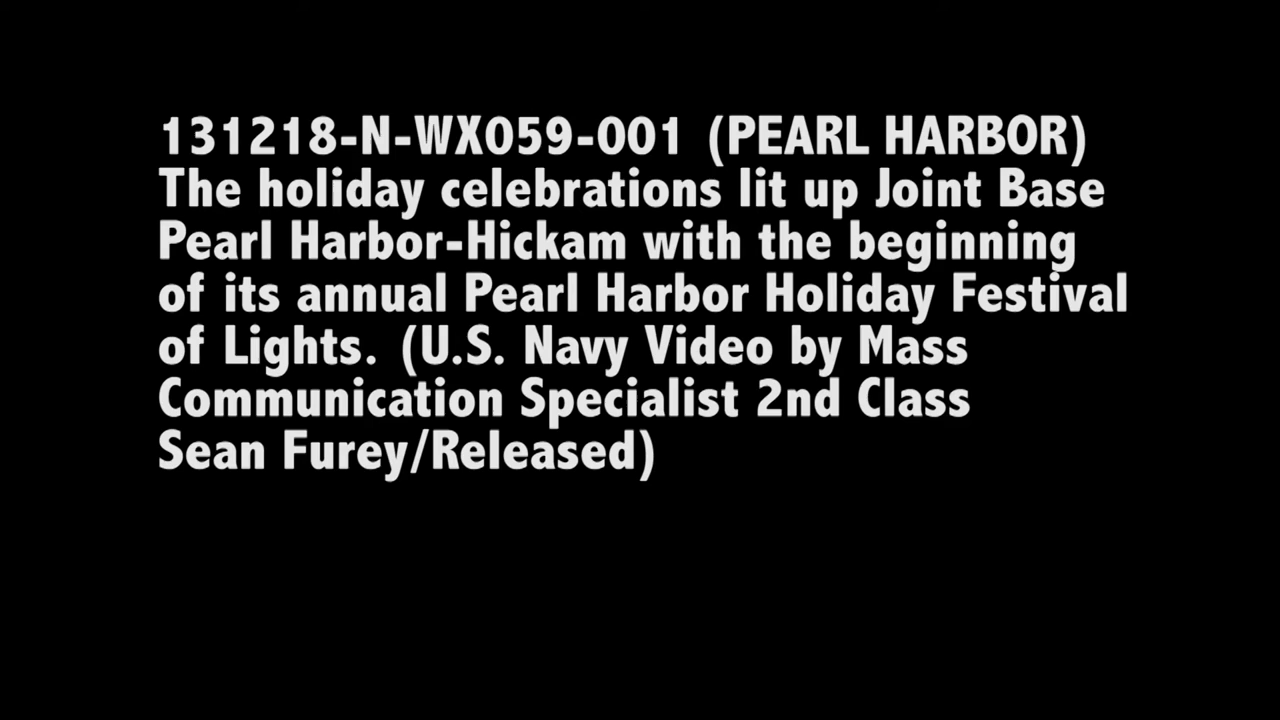 131218-N-WX059-001 (PEARL HARBOR)
The holiday celebrations lit up Joint Base
Pearl Harbor-Hickam with the beginning
of its annual Pearl Harbor Holiday Festival
of Lights. (U.S. Navy Video by Mass
Communication Specialist 2nd Class
Sean Furey/Released)